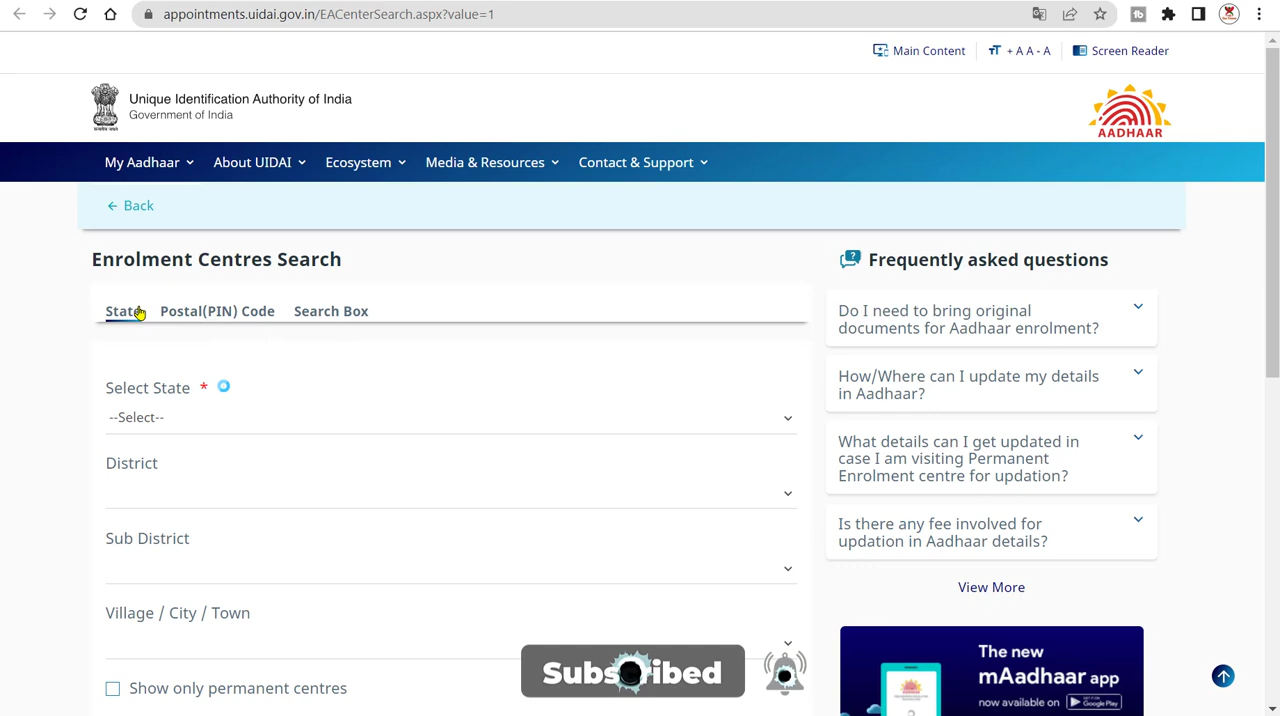 appointments.uidai.gov.in/EACenterSearch.aspx?value=1
Main Content
+ A A - A
Screen Reader
Unique Identification Authority of India
Government of India
AADHAAR
My Aadhaar
About UIDAI
Ecosystem
Media & Resources
Contact & Support
Back
Enrolment Centres Search
State
Postal(PIN) Code
Search Box
Select State *
--Select--
District
Sub District
Village / City / Town
Show only permanent centres
Subscribed
Frequently asked questions
Do I need to bring original
documents for Aadhaar enrolment?
How/Where can I update my details
in Aadhaar?
What details can I get updated in
case I am visiting Permanent
Enrolment centre for updation?
Is there any fee involved for
updation in Aadhaar details?
View More
The new
mAadhaar app
now available on
Google Play